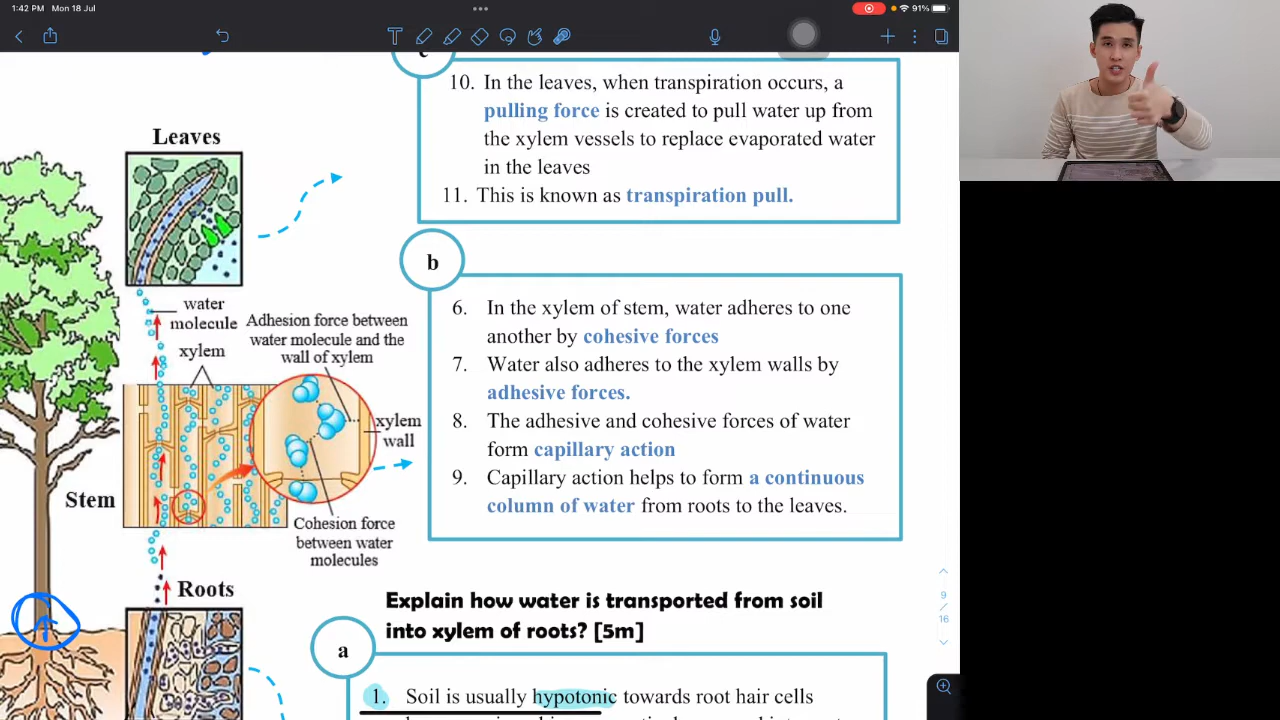 1:42 PM Mon 18 Jul
91%
c
10. In the leaves, when transpiration occurs, a
pulling force is created to pull water up from
the xylem vessels to replace evaporated water
in the leaves
11. This is known as transpiration pull.
Leaves
b
water
molecule
xylem
Adhesion force between
water molecule and the
wall of xylem
xylem
wall
Stem
Cohesion force
between water
molecules
6. In the xylem of stem, water adheres to one
another by cohesive forces
7. Water also adheres to the xylem walls by
adhesive forces.
8. The adhesive and cohesive forces of water
form capillary action
9. Capillary action helps to form a continuous
column of water from roots to the leaves.
Roots
Explain how water is transported from soil
into xylem of roots? [5m]
a
1. Soil is usually hypotonic towards root hair cells
9
/
16